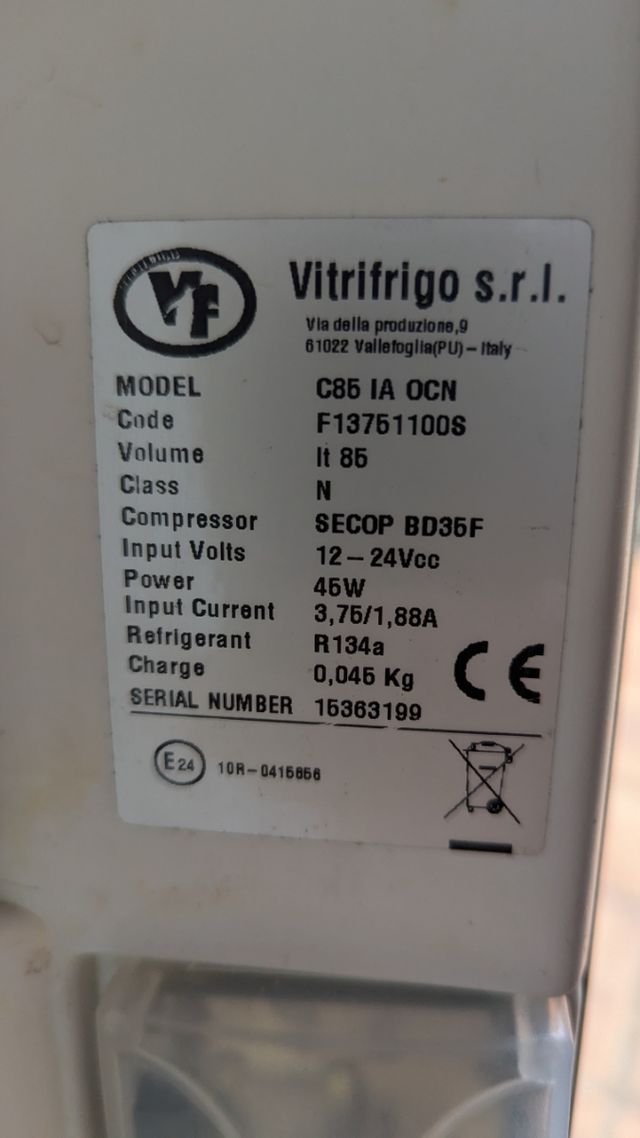 VITRIFRIGO
VF
Vitrifrigo s.r.l.
Via della produzione,9
61022 Vallefoglia(PU)–Italy
MODEL C85 IA OCN
Code F13751100S
Volume lt 85
Class N
Compressor SECOP BD35F
Input Volts 12–24Vcc
Power 45W
Input Current 3,75/1,88A
Refrigerant R134a
Charge 0,045 Kg
CE
SERIAL NUMBER 15363199
E24 10R–0415856